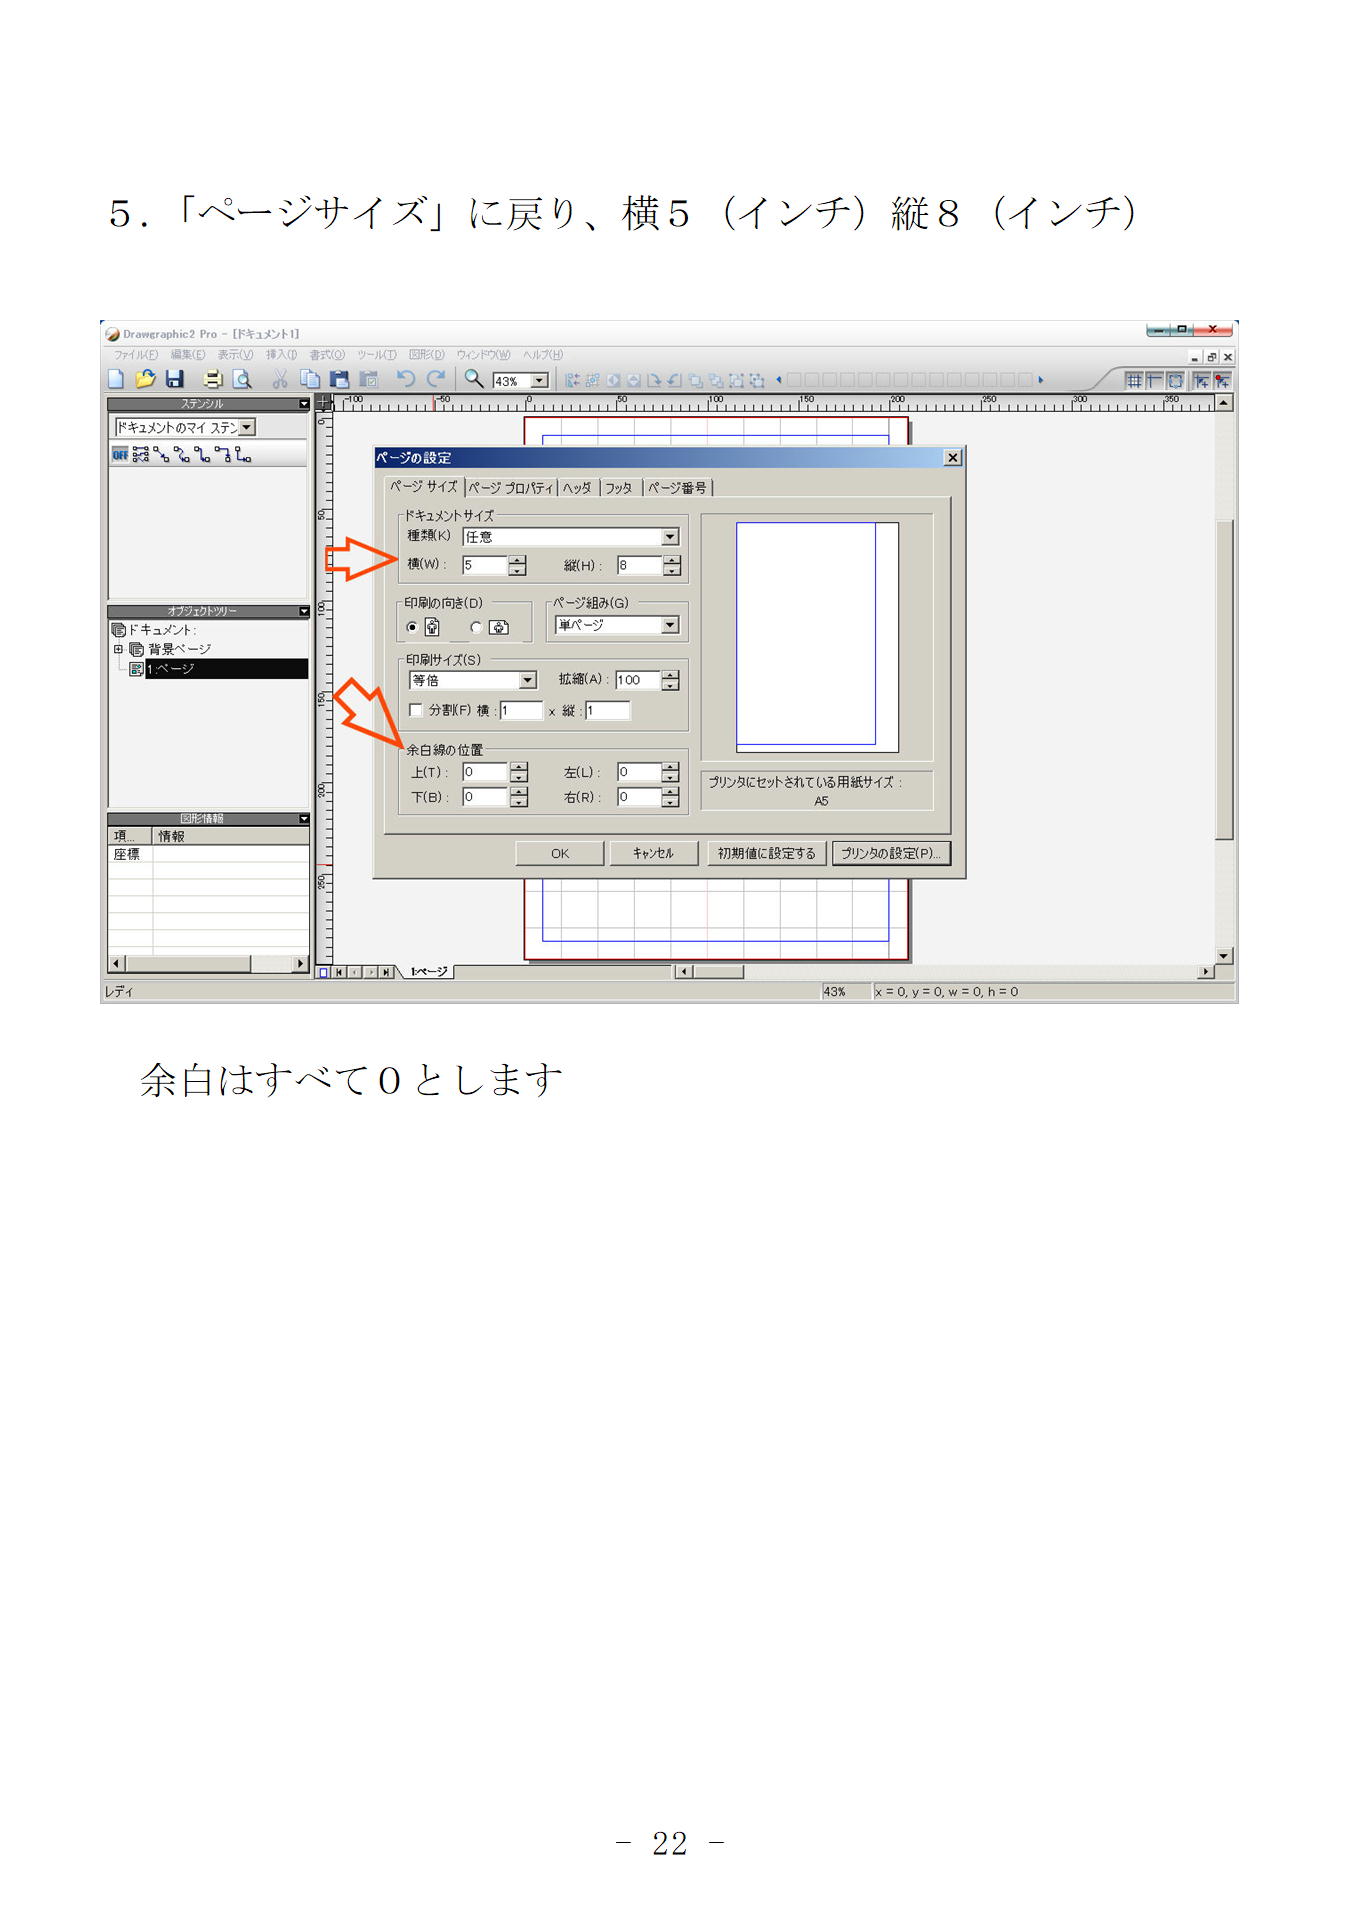 ５．「ページサイズ」に戻り、横５（インチ）縦８（インチ）
Drawgraphic2 Pro - [ドキュメント1]
ファイル(F) 編集(E) 表示(V) 挿入(I) 書式(O) ツール(T) 図形(D) ウィンドウ(W) ヘルプ(H)
43%
ステンシル
ドキュメントのマイ ステン
OFF
-100 -50 0 50 100 150 200 250 300 350
0
50
100
150
200
250
オブジェクトツリー
ドキュメント:
背景ページ
1:ページ
図形情報
項... 情報
座標
ページの設定
ページ サイズ ページ プロパティ ヘッダ フッタ ページ番号
ドキュメントサイズ
種類(K) 任意
横(W): 5 縦(H): 8
印刷の向き(D) ページ組み(G)
単ページ
印刷サイズ(S)
等倍 拡縮(A): 100
分割(F) 横: 1 x 縦: 1
余白線の位置
上(T): 0 左(L): 0
下(B): 0 右(R): 0
プリンタにセットされている用紙サイズ:
A5
OK キャンセル 初期値に設定する プリンタの設定(P)...
1:ページ
レディ 43% x = 0, y = 0, w = 0, h = 0
余白はすべて０とします
- 22 -